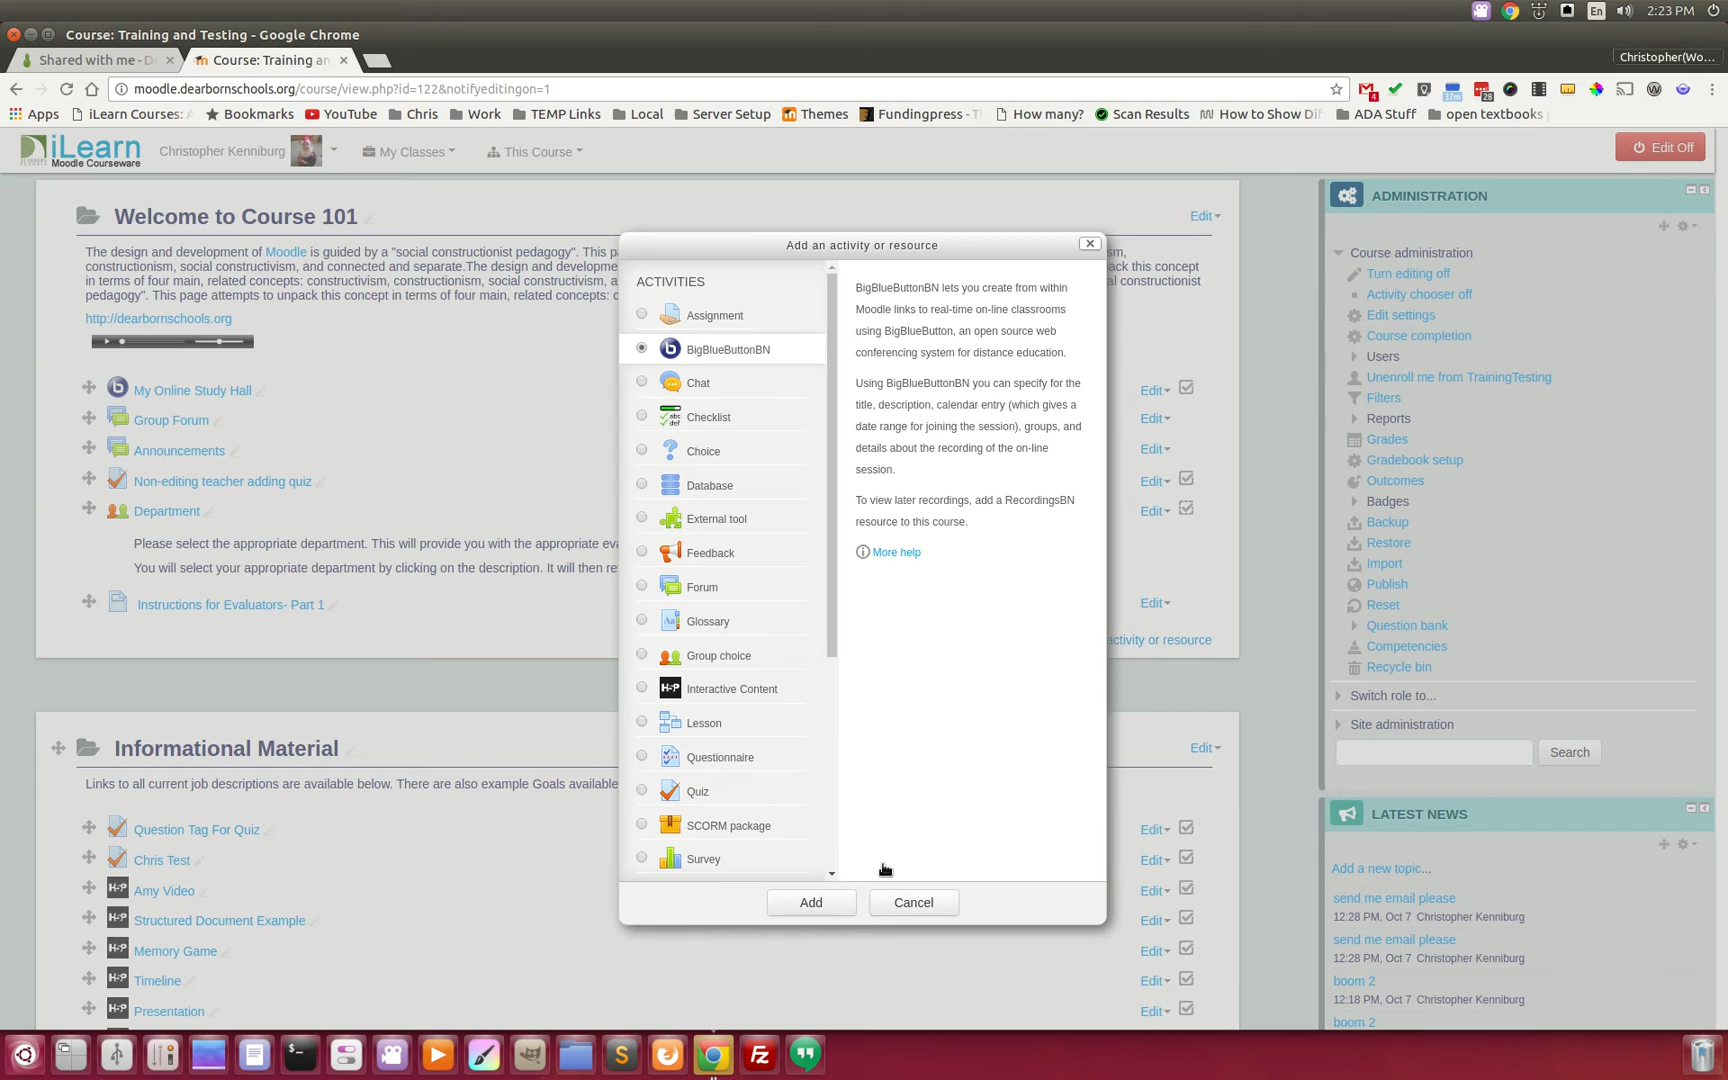 En
2:23 PM
Course: Training and Testing - Google Chrome
Shared with me - D
Course: Training an
Christopher(Wo...
moodle.dearbornschools.org/course/view.php?id=122&notifyeditingon=1
4
37m
28
Apps
iLearn Courses:
Bookmarks
YouTube
Chris
Work
TEMP Links
Local
Server Setup
Themes
Fundingpress - T
How many?
Scan Results
How to Show Di
ADA Stuff
open textbooks
iLearn
Moodle Courseware
Christopher Kenniburg
My Classes
This Course
Edit Off
Welcome to Course 101
Edit
The design and development of Moodle is guided by a "social constructionist pedagogy". This p
constructionism, social constructivism, and connected and separate.The design and developme
in terms of four main, related concepts: constructivism, constructionism, social constructivism, a
pedagogy". This page attempts to unpack this concept in terms of four main, related concepts: c
sm,
ack this concept
al constructionist
http://dearbornschools.org
My Online Study Hall
Edit
Group Forum
Edit
Announcements
Edit
Non-editing teacher adding quiz
Edit
Department
Edit
Please select the appropriate department. This will provide you with the appropriate eva
You will select your appropriate department by clicking on the description. It will then re
Instructions for Evaluators- Part 1
Edit
activity or resource
Informational Material
Edit
Links to all current job descriptions are available below. There are also example Goals available
Question Tag For Quiz
Edit
Chris Test
Edit
H-P
Amy Video
Edit
H-P
Structured Document Example
Edit
H-P
Memory Game
Edit
H-P
Timeline
Edit
H-P
Presentation
Edit
Add an activity or resource
ACTIVITIES
Assignment
BigBlueButtonBN
Chat
Checklist
Choice
Database
External tool
Feedback
Forum
Glossary
Group choice
H-P
Interactive Content
Lesson
Questionnaire
Quiz
SCORM package
Survey
BigBlueButtonBN lets you create from within
Moodle links to real-time on-line classrooms
using BigBlueButton, an open source web
conferencing system for distance education.
Using BigBlueButtonBN you can specify for the
title, description, calendar entry (which gives a
date range for joining the session), groups, and
details about the recording of the on-line
session.
To view later recordings, add a RecordingsBN
resource to this course.
More help
Add
Cancel
ADMINISTRATION
Course administration
Turn editing off
Activity chooser off
Edit settings
Course completion
Users
Unenroll me from TrainingTesting
Filters
Reports
Grades
Gradebook setup
Outcomes
Badges
Backup
Restore
Import
Publish
Reset
Question bank
Competencies
Recycle bin
Switch role to...
Site administration
Search
LATEST NEWS
Add a new topic...
send me email please
12:28 PM, Oct 7 Christopher Kenniburg
send me email please
12:28 PM, Oct 7 Christopher Kenniburg
boom 2
12:18 PM, Oct 7 Christopher Kenniburg
boom 2